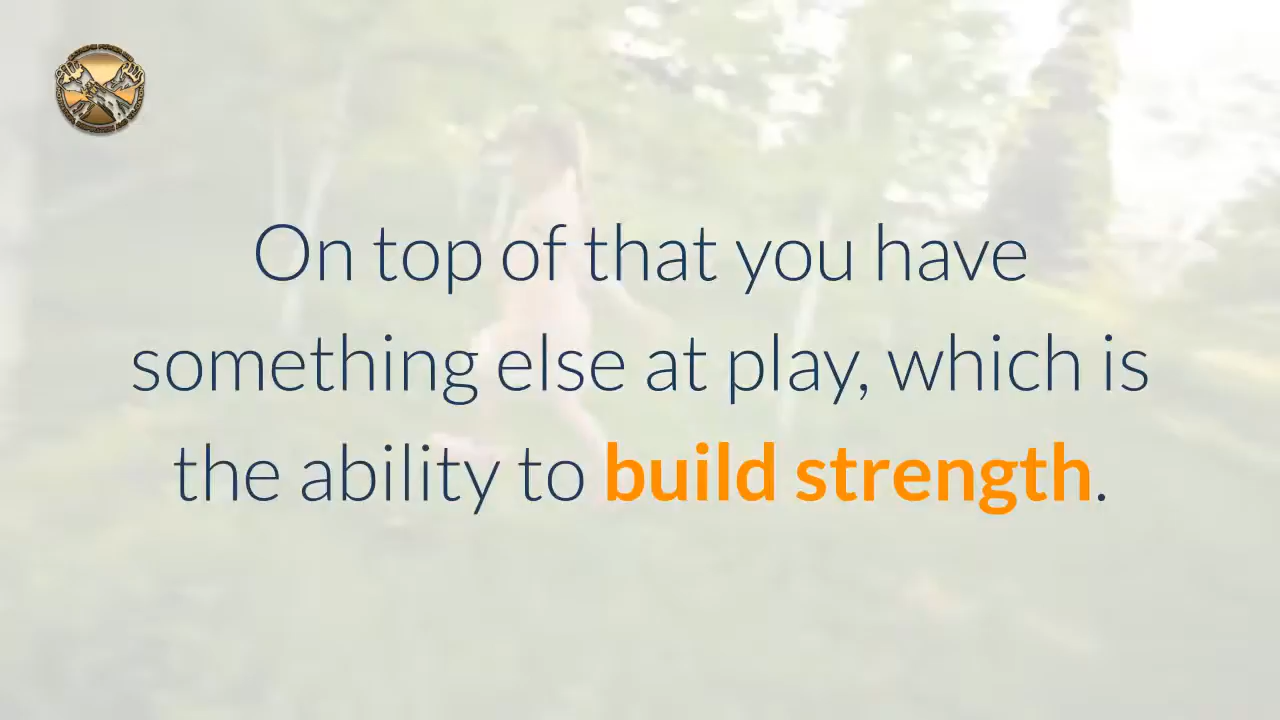 On top of that you have
something else at play, which is
the ability to build strength.